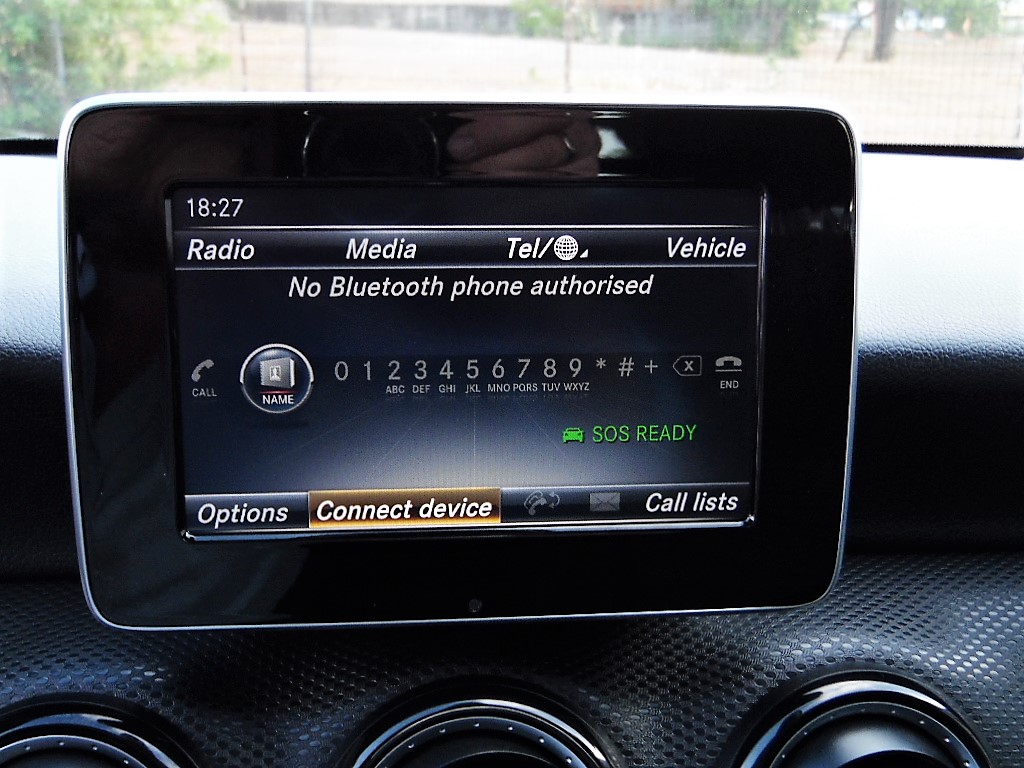 18:27
Radio Media Tel/ Vehicle
No Bluetooth phone authorised
CALL NAME 0 1 2 3 4 5 6 7 8 9 * # + X END
ABC DEF GHI JKL MNO PQRS TUV WXYZ
SOS READY
Options Connect device Call lists